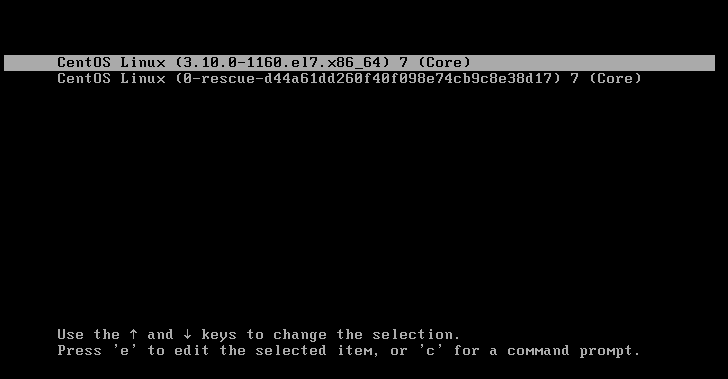 CentOS Linux (3.10.0-1160.el7.x86_64) 7 (Core)
CentOS Linux (0-rescue-d44a61dd260f40f098e74cb9c8e38d17) 7 (Core)
Use the ↑ and ↓ keys to change the selection.
Press 'e' to edit the selected item, or 'c' for a command prompt.